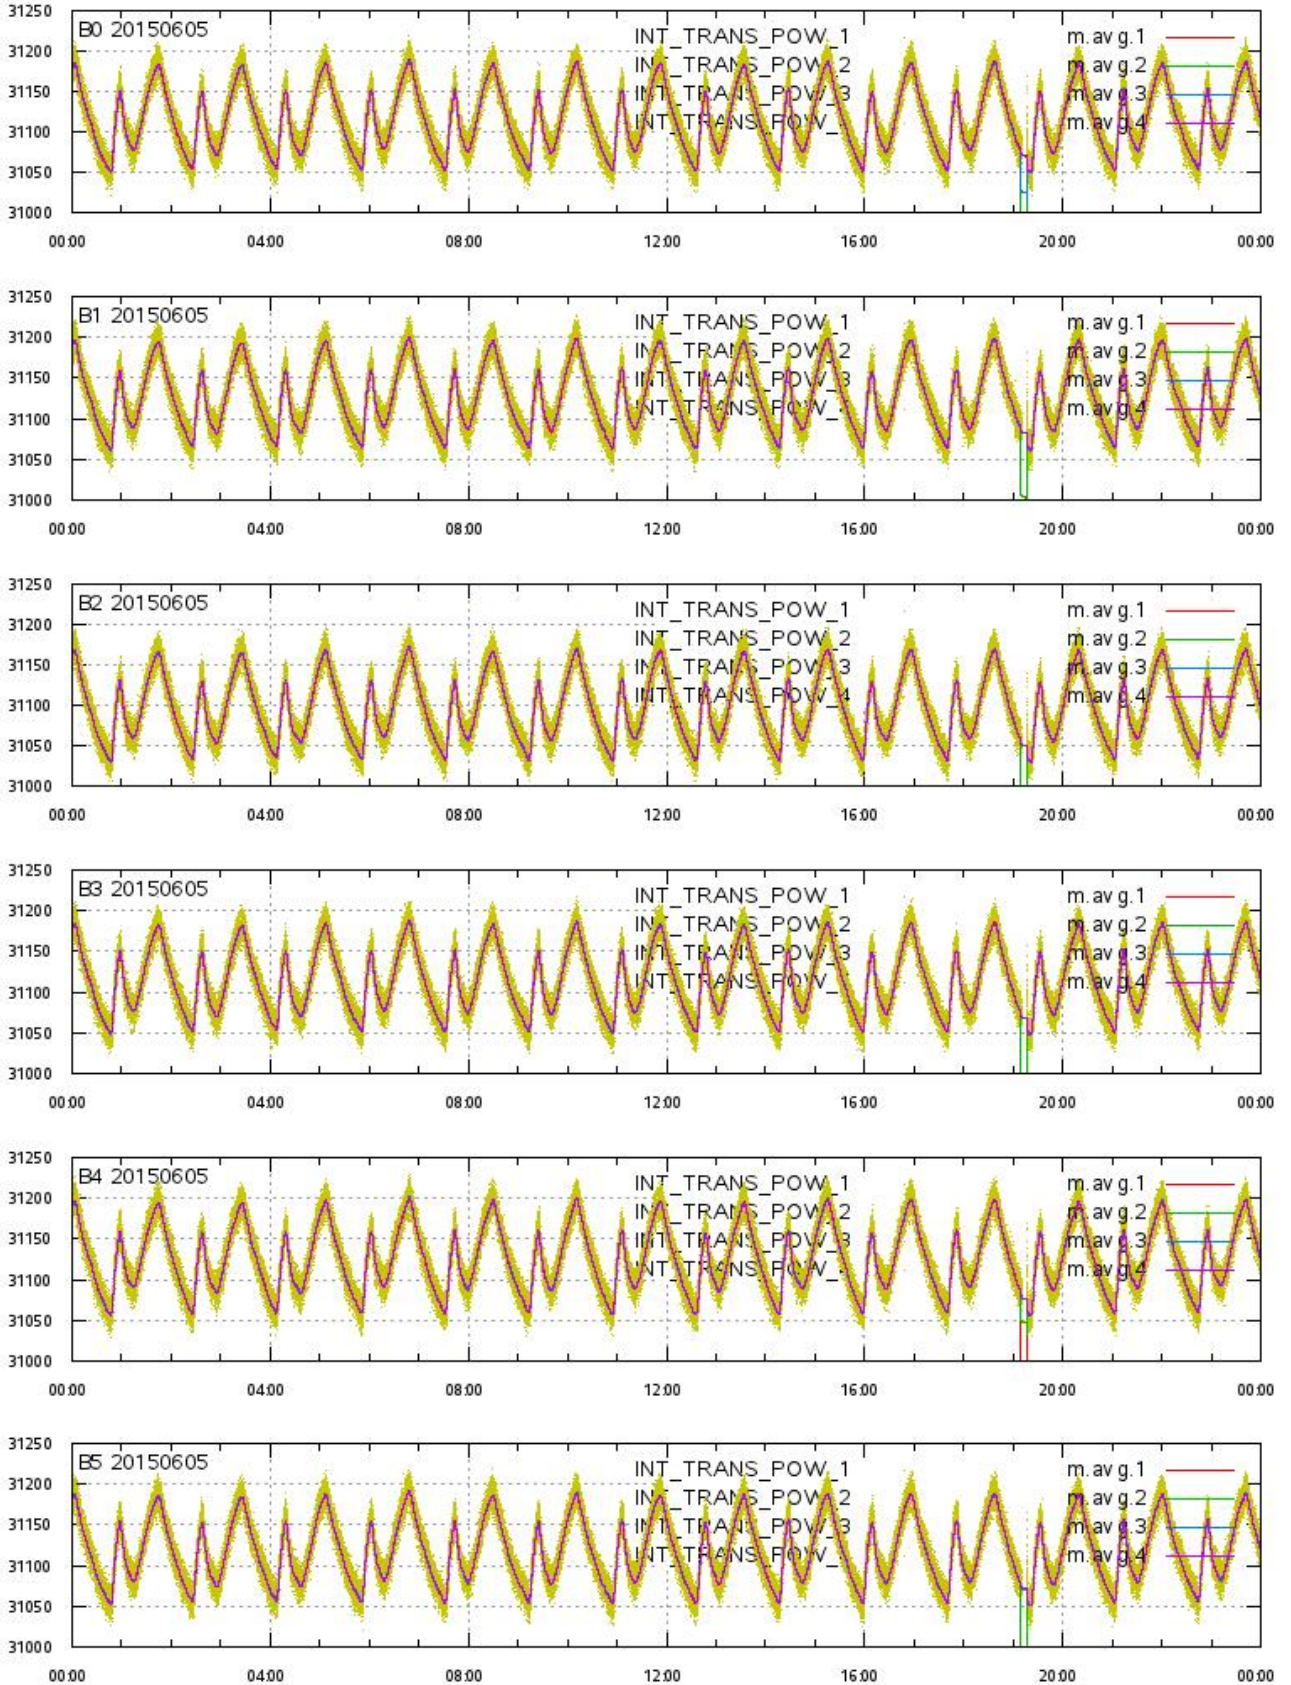 31250
B0 20150605 INT_TRANS_POW_1 m.avg.1
31200
INT_TRANS_POW_2 m.avg.2
31150
INT_TRANS_POW_3 m.avg.3
31100
INT_TRANS_POW_4 m.avg.4
31050
31000
00:00 04:00 08:00 12:00 16:00 20:00 00:00
31250
B1 20150605 INT_TRANS_POW_1 m.avg.1
31200
INT_TRANS_POW_2 m.avg.2
31150
INT_TRANS_POW_3 m.avg.3
31100
INT_TRANS_POW_4 m.avg.4
31050
31000
00:00 04:00 08:00 12:00 16:00 20:00 00:00
31250
B2 20150605 INT_TRANS_POW_1 m.avg.1
31200
INT_TRANS_POW_2 m.avg.2
31150
INT_TRANS_POW_3 m.avg.3
31100
INT_TRANS_POW_4 m.avg.4
31050
31000
00:00 04:00 08:00 12:00 16:00 20:00 00:00
31250
B3 20150605 INT_TRANS_POW_1 m.avg.1
31200
INT_TRANS_POW_2 m.avg.2
31150
INT_TRANS_POW_3 m.avg.3
31100
INT_TRANS_POW_4 m.avg.4
31050
31000
00:00 04:00 08:00 12:00 16:00 20:00 00:00
31250
B4 20150605 INT_TRANS_POW_1 m.avg.1
31200
INT_TRANS_POW_2 m.avg.2
31150
INT_TRANS_POW_3 m.avg.3
31100
INT_TRANS_POW_4 m.avg.4
31050
31000
00:00 04:00 08:00 12:00 16:00 20:00 00:00
31250
B5 20150605 INT_TRANS_POW_1 m.avg.1
31200
INT_TRANS_POW_2 m.avg.2
31150
INT_TRANS_POW_3 m.avg.3
31100
INT_TRANS_POW_4 m.avg.4
31050
31000
00:00 04:00 08:00 12:00 16:00 20:00 00:00